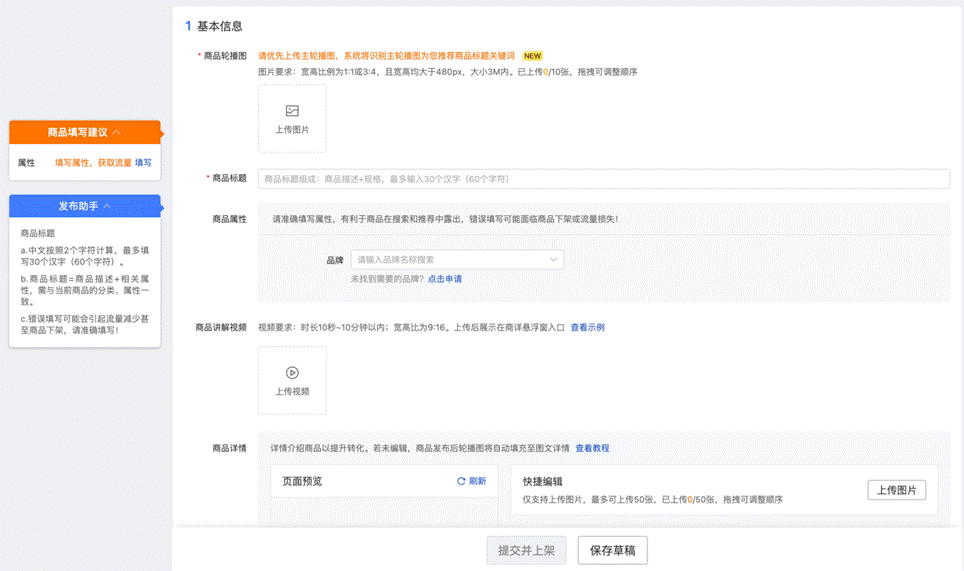 1 基本信息
* 商品轮播图 请优先上传主轮播图，系统将识别主轮播图为您推荐商品标题关键词 NEW
图片要求：宽高比例为1:1或3:4，且宽高均大于480px，大小3M内。已上传0/10张，拖拽可调整顺序
上传图片
商品填写建议
属性 填写属性，获取流量 填写
* 商品标题 商品标题组成：商品描述+规格，最多输入30个汉字（60个字符）
发布助手
商品标题
a.中文按照2个字符计算，最多填
写30个汉字（60个字符）。
b.商品标题=商品描述+相关属
性，需与当前商品的分类、属性一
致。
c.错误填写可能会引起流量减少甚
至商品下架，请准确填写！
商品属性 请准确填写属性，有利于商品在搜索和推荐中露出，错误填写可能面临商品下架或流量损失！
品牌 请输入品牌名称搜索
未找到需要的品牌？ 点击申请
商品讲解视频 视频要求：时长10秒~10分钟以内；宽高比为9:16。上传后展示在商详悬浮窗入口 查看示例
上传视频
商品详情 详情介绍商品以提升转化。若未编辑，商品发布后轮播图将自动填充至图文详情 查看教程
页面预览 刷新
快捷编辑
仅支持上传图片，最多可上传50张，已上传0/50张，拖拽可调整顺序
上传图片
提交并上架 保存草稿